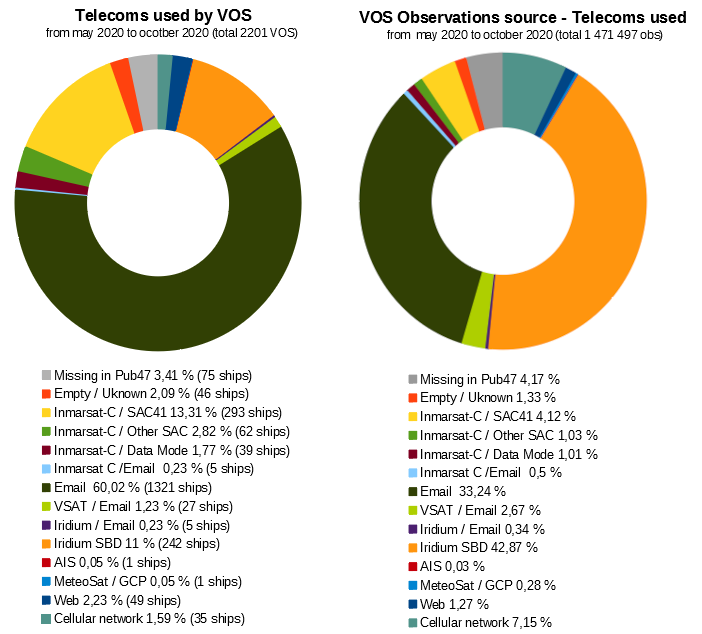 Telecoms used by VOS
from may 2020 to ocotber 2020 (total 2201 VOS)
Missing in Pub47 3,41 % (75 ships)
Empty / Uknown 2,09 % (46 ships)
Inmarsat-C / SAC41 13,31 % (293 ships)
Inmarsat-C / Other SAC 2,82 % (62 ships)
Inmarsat-C / Data Mode 1,77 % (39 ships)
Inmarsat C /Email 0,23 % (5 ships)
Email 60,02 % (1321 ships)
VSAT / Email 1,23 % (27 ships)
Iridium / Email 0,23 % (5 ships)
Iridium SBD 11 % (242 ships)
AIS 0,05 % (1 ships)
MeteoSat / GCP 0,05 % (1 ships)
Web 2,23 % (49 ships)
Cellular network 1,59 % (35 ships)
VOS Observations source - Telecoms used
from may 2020 to october 2020 (total 1 471 497 obs)
Missing in Pub47 4,17 %
Empty / Uknown 1,33 %
Inmarsat-C / SAC41 4,12 %
Inmarsat-C / Other SAC 1,03 %
Inmarsat-C / Data Mode 1,01 %
Inmarsat C /Email 0,5 %
Email 33,24 %
VSAT / Email 2,67 %
Iridium / Email 0,34 %
Iridium SBD 42,87 %
AIS 0,03 %
MeteoSat / GCP 0,28 %
Web 1,27 %
Cellular network 7,15 %